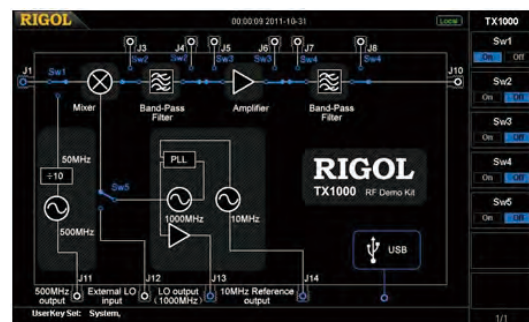 RIGOL 00:00:09 2011-10-31 Local TX1000
J3 J4 J5 J6 J7 J8
Sw1
On Off
J1 Sw1 Sw2 Sw2 Sw3 Sw3 Sw4 Sw4 J10
Sw2
On Off
Mixer Band-Pass Filter Amplifier Band-Pass Filter
Sw3
On Off
50MHz
÷10
500MHz
Sw5
PLL
1000MHz
10MHz
RIGOL
TX1000 RF Demo Kit
Sw4
On Off
USB
Sw5
On Off
J11 J12 J13 J14
500MHz output
External LO input
LO output (1000MHz)
10MHz Reference output
UserKey Set: System,
1/1